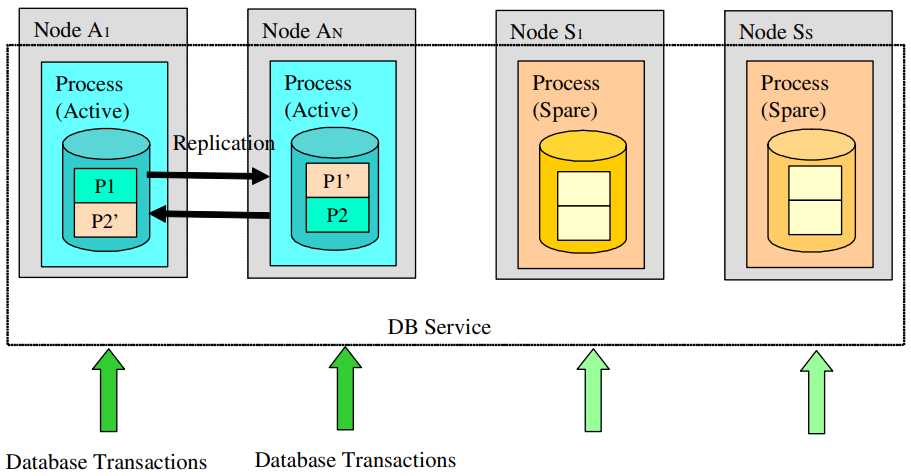 Node A1
Node AN
Node S1
Node SS
Process
(Active)
Process
(Active)
Process
(Spare)
Process
(Spare)
Replication
P1
P2’
P1’
P2
DB Service
Database Transactions
Database Transactions